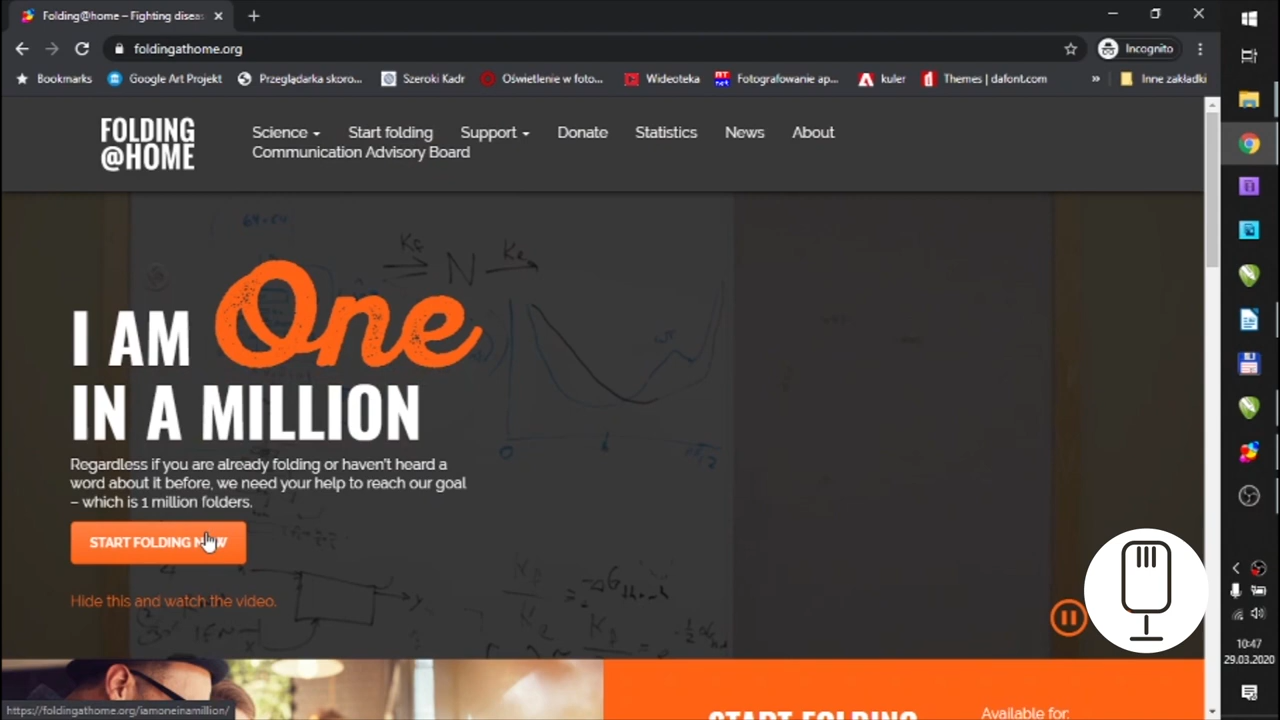 Folding@home – Fighting diseas
foldingathome.org
Incognito
Bookmarks
Google Art Projekt
Przeglądarka skoro...
Szeroki Kadr
Oświetlenie w foto...
Wideoteka
Fotografowanie ap...
kuler
Themes | dafont.com
»
Inne zakładki
FOLDING
@HOME
Science
Start folding
Support
Donate
Statistics
News
About
Communication Advisory Board
I AM One
IN A MILLION
Regardless if you are already folding or haven't heard a
word about it before, we need your help to reach our goal
– which is 1 million folders.
START FOLDING NOW
Hide this and watch the video.
START FOLDING
Available for:
https://foldingathome.org/iamoneinamillion/
10:47
29.03.2020